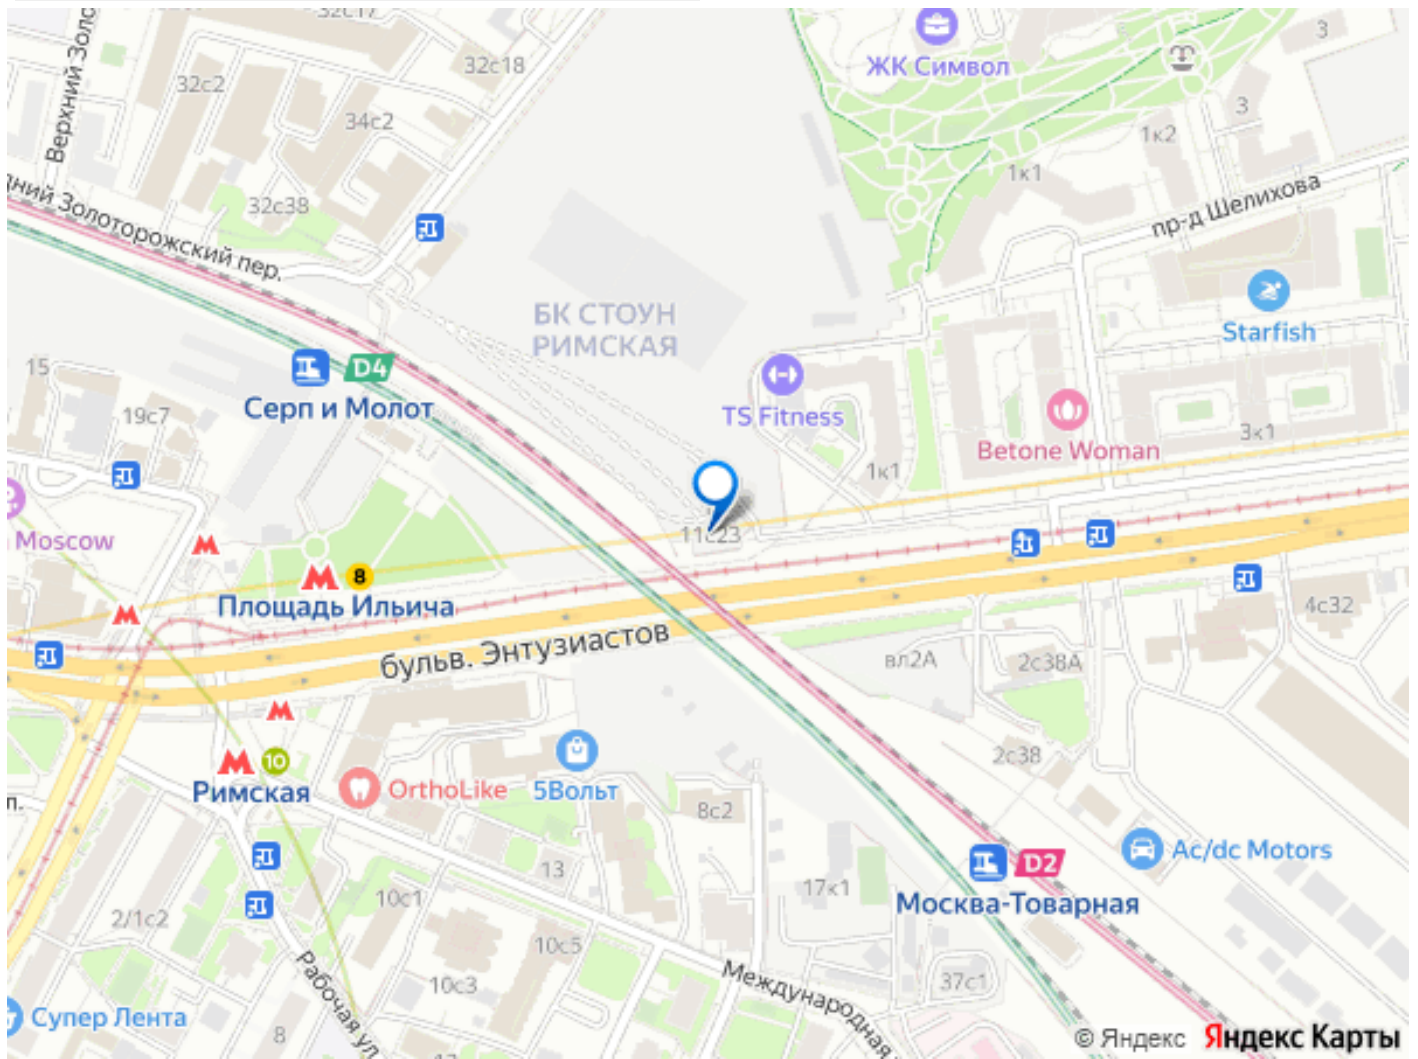 32с17
ЖК Символ
3
32с18
32с2
Верхний Золо
34с2
3
1к2
1к1
32с38
пр-д Шелихова
дний Золоторожский пер.
БК СТОУН
РИМСКАЯ
Starfish
15
D4
Серп и Молот
19с7
TS Fitness
Betone Woman
3к1
1к1
Moscow
11с23
8
Площадь Ильича
4с32
бульв. Энтузиастов
вл2А
2с38А
10
Римская
OrthoLike
5Вольт
2с38
8с2
л.
Ac/dc Motors
13
D2
17к1
Москва-Товарная
10с1
2/1с2
10с5
Рабочая ул.
10с3
Международная
37с1
Супер Лента
8
© Яндекс Яндекс Карты